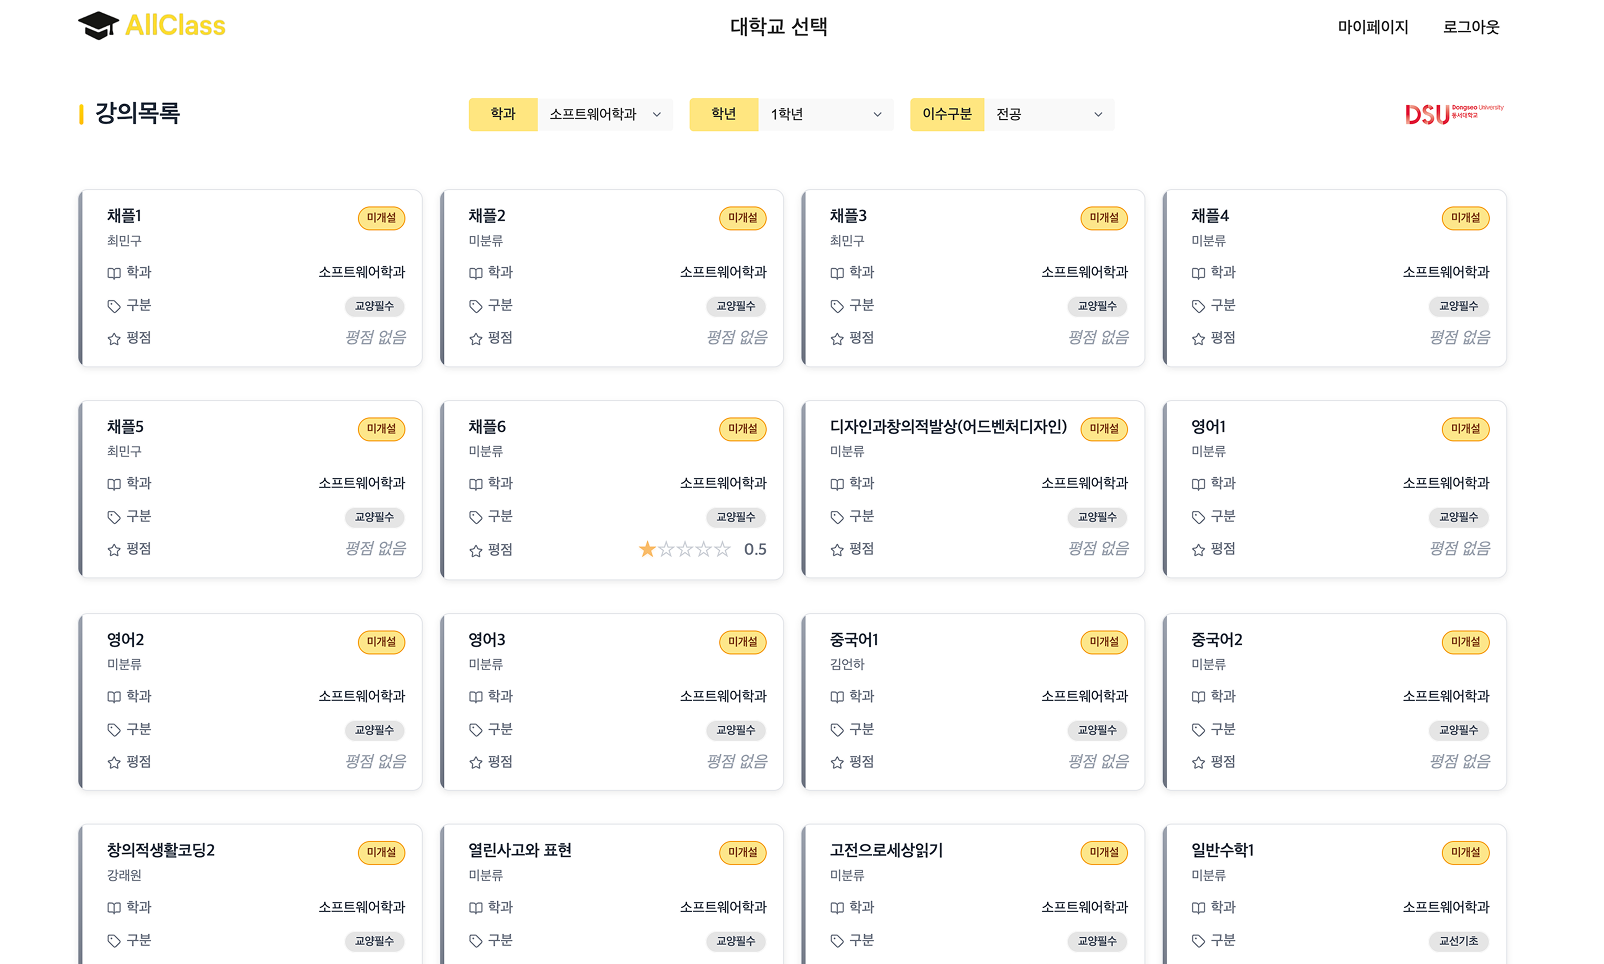 AllClass
대학교 선택
마이페이지
로그아웃
강의목록
학과
소프트웨어학과
학년
1학년
이수구분
전공
DSU
Dongseo University
동서대학교
채플1
미개설
최민구
학과
소프트웨어학과
구분
교양필수
평점
평점 없음
채플2
미개설
미분류
학과
소프트웨어학과
구분
교양필수
평점
평점 없음
채플3
미개설
최민구
학과
소프트웨어학과
구분
교양필수
평점
평점 없음
채플4
미개설
미분류
학과
소프트웨어학과
구분
교양필수
평점
평점 없음
채플5
미개설
최민구
학과
소프트웨어학과
구분
교양필수
평점
평점 없음
채플6
미개설
미분류
학과
소프트웨어학과
구분
교양필수
평점
0.5
디자인과창의적발상(어드벤처디자인)
미개설
미분류
학과
소프트웨어학과
구분
교양필수
평점
평점 없음
영어1
미개설
미분류
학과
소프트웨어학과
구분
교양필수
평점
평점 없음
영어2
미개설
미분류
학과
소프트웨어학과
구분
교양필수
평점
평점 없음
영어3
미개설
미분류
학과
소프트웨어학과
구분
교양필수
평점
평점 없음
중국어1
미개설
김언하
학과
소프트웨어학과
구분
교양필수
평점
평점 없음
중국어2
미개설
미분류
학과
소프트웨어학과
구분
교양필수
평점
평점 없음
창의적생활코딩2
미개설
강래원
학과
소프트웨어학과
구분
교양필수
열린사고와 표현
미개설
미분류
학과
소프트웨어학과
구분
교양필수
고전으로세상읽기
미개설
미분류
학과
소프트웨어학과
구분
교양필수
일반수학1
미개설
미분류
학과
소프트웨어학과
구분
교선기초